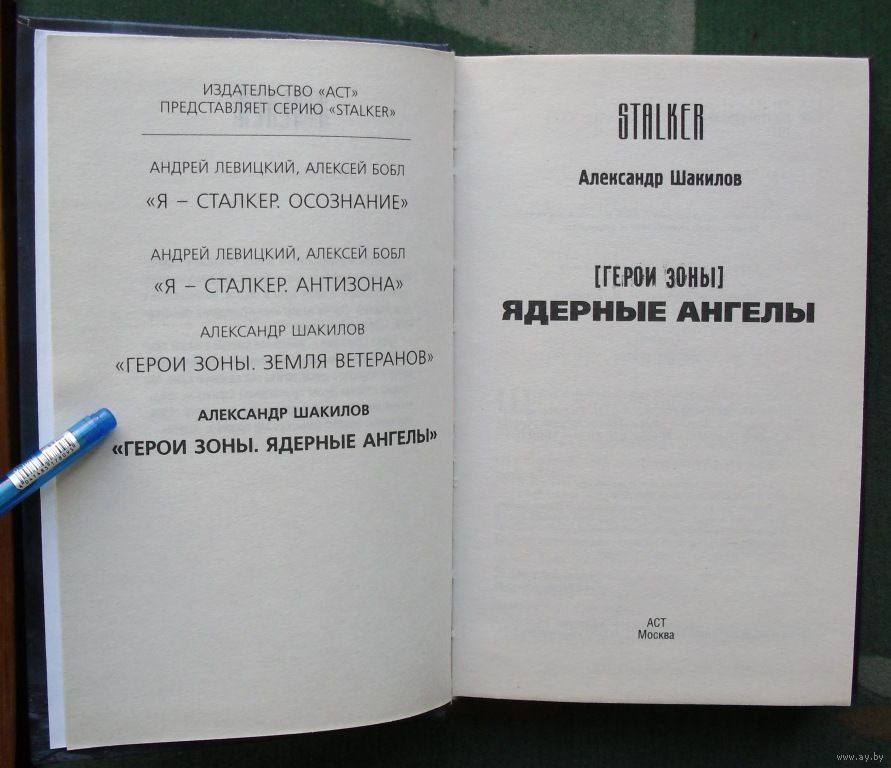 ИЗДАТЕЛЬСТВО «АСТ»
ПРЕДСТАВЛЯЕТ СЕРИЮ «STALKER»
АНДРЕЙ ЛЕВИЦКИЙ, АЛЕКСЕЙ БОБЛ
«Я – СТАЛКЕР. ОСОЗНАНИЕ»
АНДРЕЙ ЛЕВИЦКИЙ, АЛЕКСЕЙ БОБЛ
«Я – СТАЛКЕР. АНТИЗОНА»
АЛЕКСАНДР ШАКИЛОВ
«ГЕРОИ ЗОНЫ. ЗЕМЛЯ ВЕТЕРАНОВ»
АЛЕКСАНДР ШАКИЛОВ
«ГЕРОИ ЗОНЫ. ЯДЕРНЫЕ АНГЕЛЫ»
STALKER
Александр Шакилов
[ГЕРОИ ЗОНЫ]
ЯДЕРНЫЕ АНГЕЛЫ
АСТ
Москва
www.ay.by